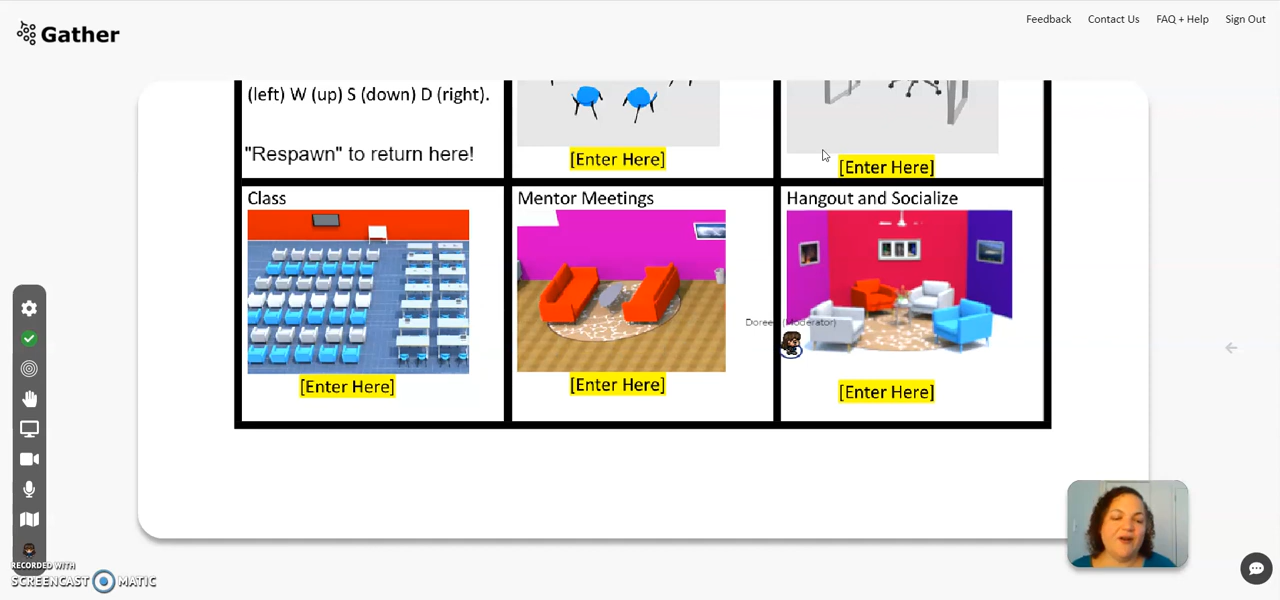 Gather
Feedback Contact Us FAQ + Help Sign Out
(left) W (up) S (down) D (right).
"Respawn" to return here!
[Enter Here]
[Enter Here]
Class
Mentor Meetings
Hangout and Socialize
(Moderator)
[Enter Here]
[Enter Here]
[Enter Here]
RECORDED WITH
SCREENCAST MATIC